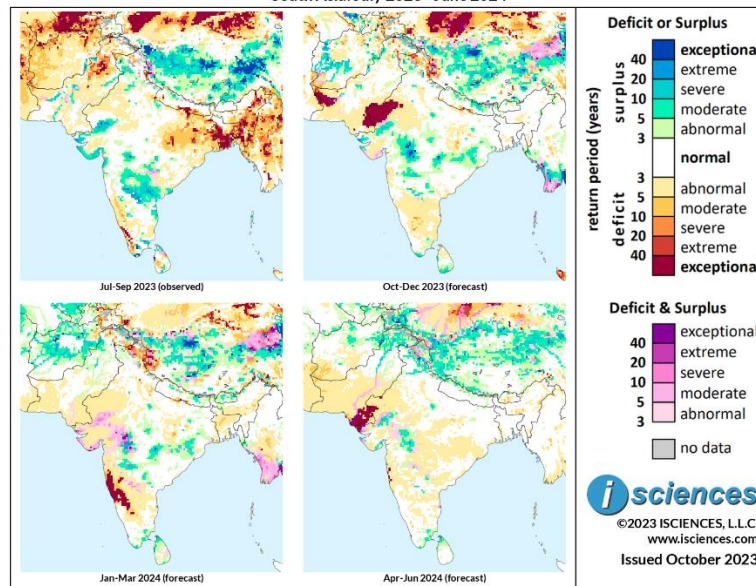 Deficit or Surplus
return period (years)
surplus
deficit
40
20
10
5
3
3
5
10
20
40
exceptional
extreme
severe
moderate
abnormal
normal
abnormal
moderate
severe
extreme
exceptional
Deficit & Surplus
40
20
10
5
3
exceptional
extreme
severe
moderate
abnormal
no data
i sciences
©2023 ISCIENCES, L.L.C
www.isciences.com
Issued October 2023
Jul-Sep 2023 (observed)
Oct-Dec 2023 (forecast)
Jan-Mar 2024 (forecast)
Apr-Jun 2024 (forecast)